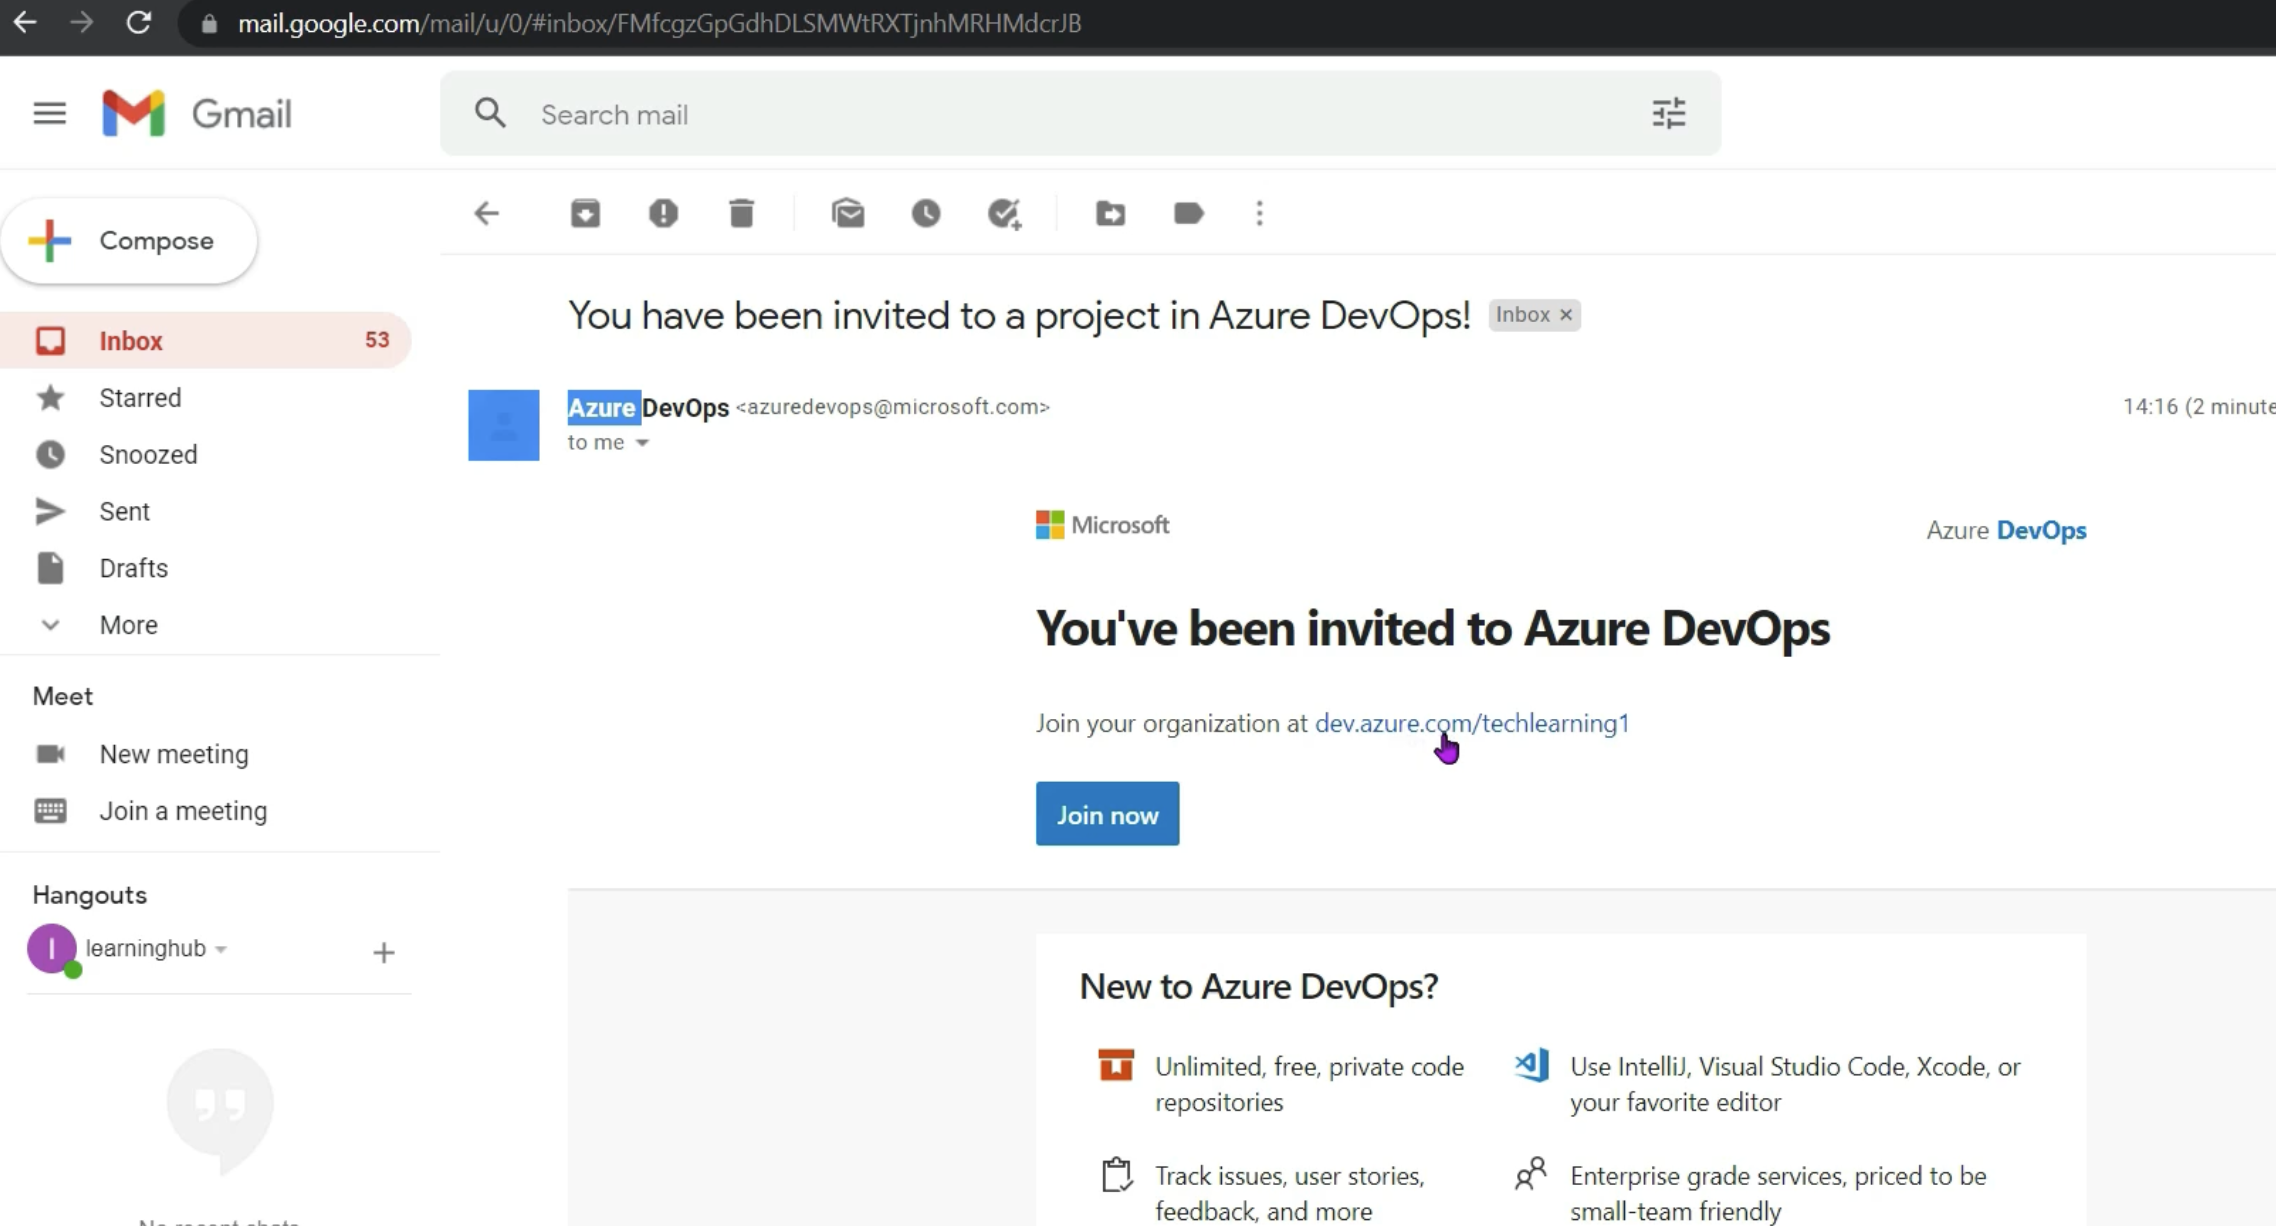 mail.google.com/mail/u/0/#inbox/FMfcgzGpGdhDLSMWtRXTjnhMRHMdcrJB
Gmail
Search mail
Compose
You have been invited to a project in Azure DevOps!
Inbox ×
Inbox 53
Azure DevOps <azuredevops@microsoft.com>
14:16 (2 minute
to me
Starred
Snoozed
Sent
Drafts
More
Microsoft
Azure DevOps
You've been invited to Azure DevOps
Join your organization at dev.azure.com/techlearning1
Join now
Meet
New meeting
Join a meeting
Hangouts
l
learninghub
New to Azure DevOps?
Unlimited, free, private code
repositories
Use IntelliJ, Visual Studio Code, Xcode, or
your favorite editor
Track issues, user stories,
feedback, and more
Enterprise grade services, priced to be
small-team friendly
No recent chats